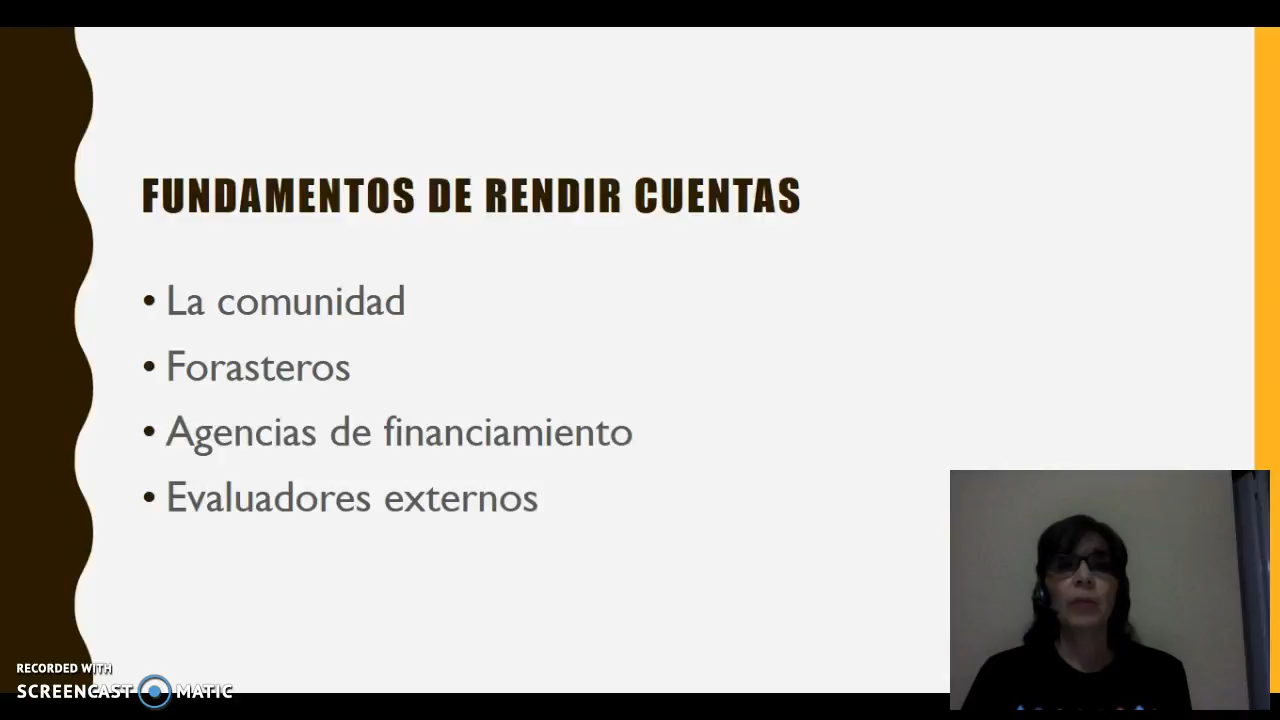 FUNDAMENTOS DE RENDIR CUENTAS
• La comunidad
• Forasteros
• Agencias de financiamiento
• Evaluadores externos
RECORDED WITH
SCREENCAST MATIC